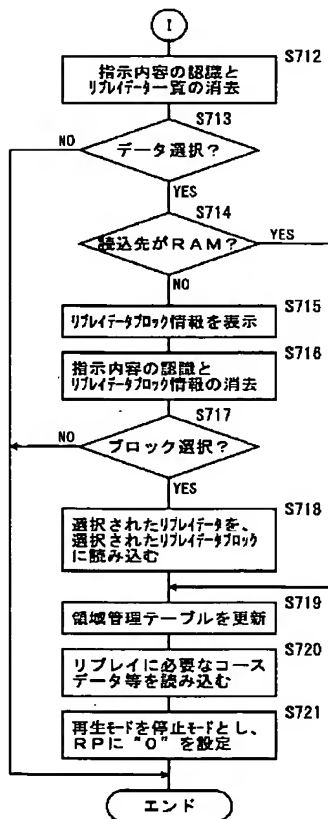 I
S712
指示内容の認識と
リプレイデータ一覧の消去
S713
NO
データ選択?
YES
S714
読込先がRAM?
YES
NO
S715
リプレイデータブロック情報を表示
S716
指示内容の認識と
リプレイデータブロック情報の消去
S717
NO
ブロック選択?
YES
S718
選択されたリプレイデータを、
選択されたリプレイデータブロック
に読み込む
S719
領域管理テーブルを更新
S720
リプレイに必要なコース
データ等を読み込む
S721
再生モードを停止モードとし、
RPに“0”を設定
エンド